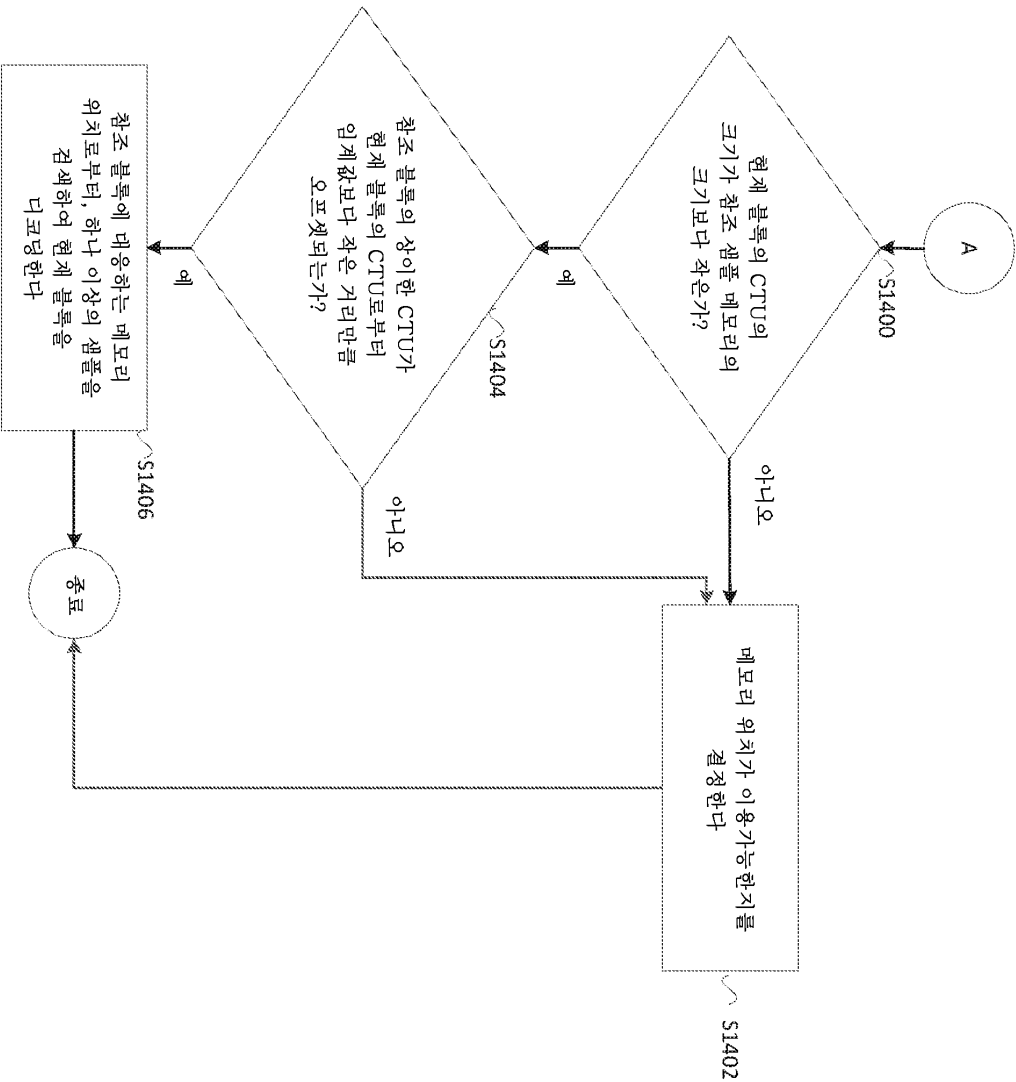 A
S1400
현재 블록의 CTU의
크기가 참조 샘플 메모리의
크기보다 작은가?
아니오
예
메모리 위치가 이용가능한지를
결정한다
S1402
S1404
참조 블록의 상이한 CTU가
현재 블록의 CTU로부터
임계값보다 작은 거리만큼
오프셋되는가?
아니오
예
참조 블록에 대응하는 메모리
위치로부터, 하나 이상의 샘플을
검색하여 현재 블록을
디코딩한다
S1406
종료